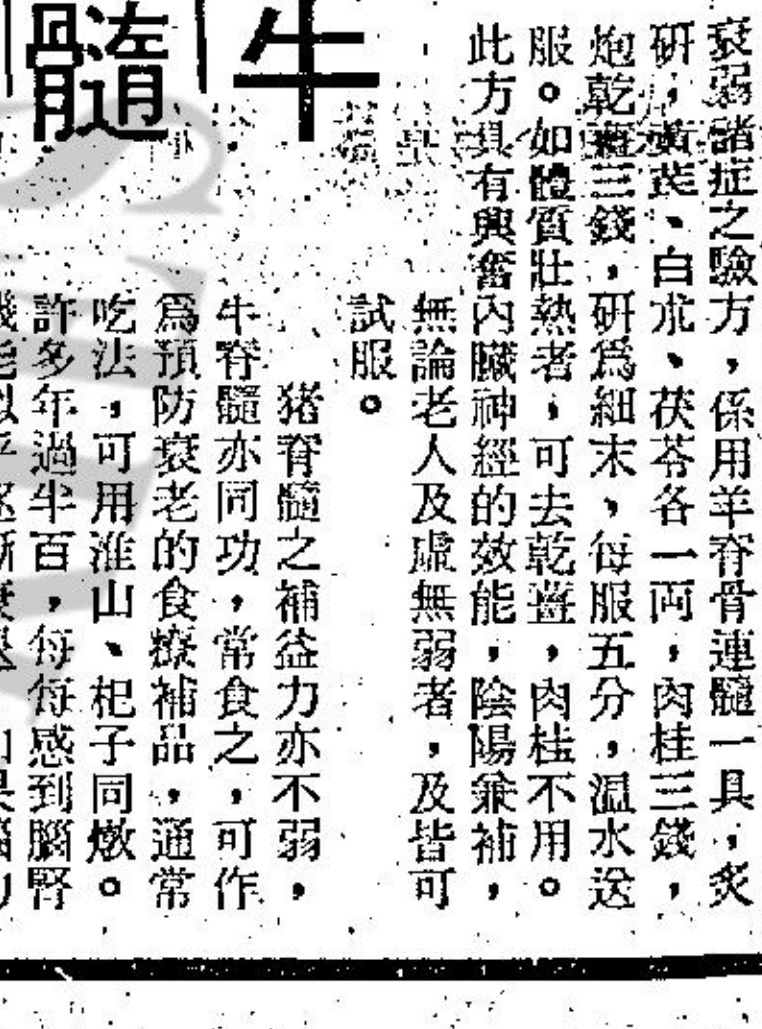 牛
髓
衰弱諸症之驗方，係用羊脊骨連髓一具，炙
研，黃芪、白朮、茯苓各一両，肉桂三錢，
炮乾薑三錢，研為細末，每服五分，溫水送
服。如體質壯熱者，可去乾薑，肉桂不用。
此方具有興奮內臟神經的效能，陰陽兼補，
無論老人及虛無弱者，及皆可
試服。
猪脊髓之補益力亦不弱，
牛脊髓亦同功，常食之，可作
為預防衰老的食療補品，通常
吃法，可用淮山、杞子同燉。
許多年過半百，每每感到腦腎